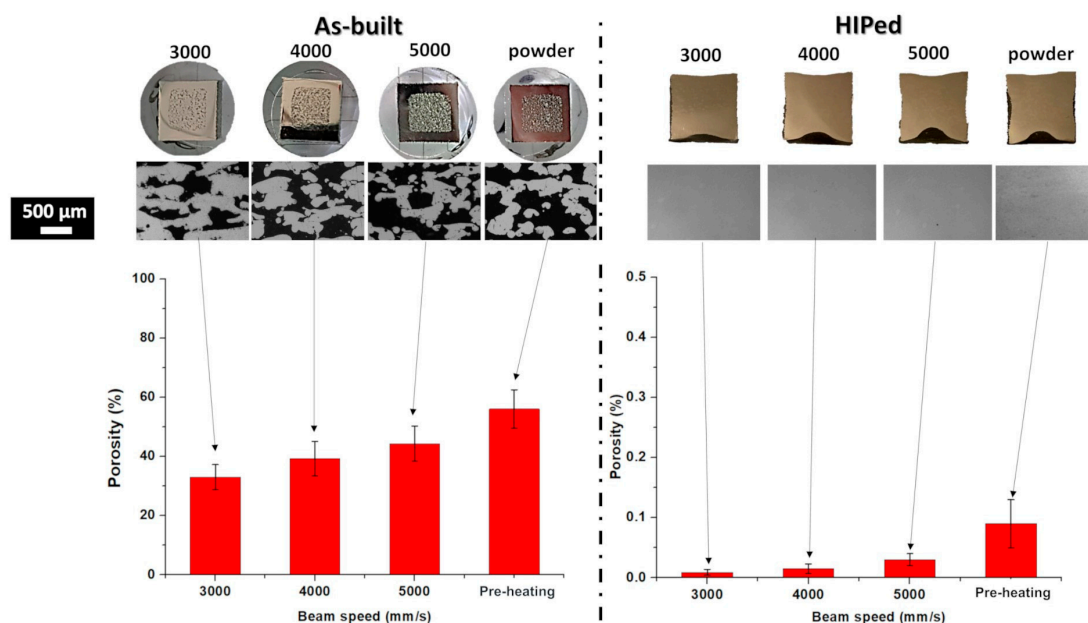 As-built
3000 4000 5000 powder
500 µm
Porosity (%)
100
80
60
40
20
0
3000 4000 5000 Pre-heating
Beam speed (mm/s)
HIPed
3000 4000 5000 powder
Porosity (%)
0.5
0.4
0.3
0.2
0.1
0.0
3000 4000 5000 Pre-heating
Beam speed (mm/s)